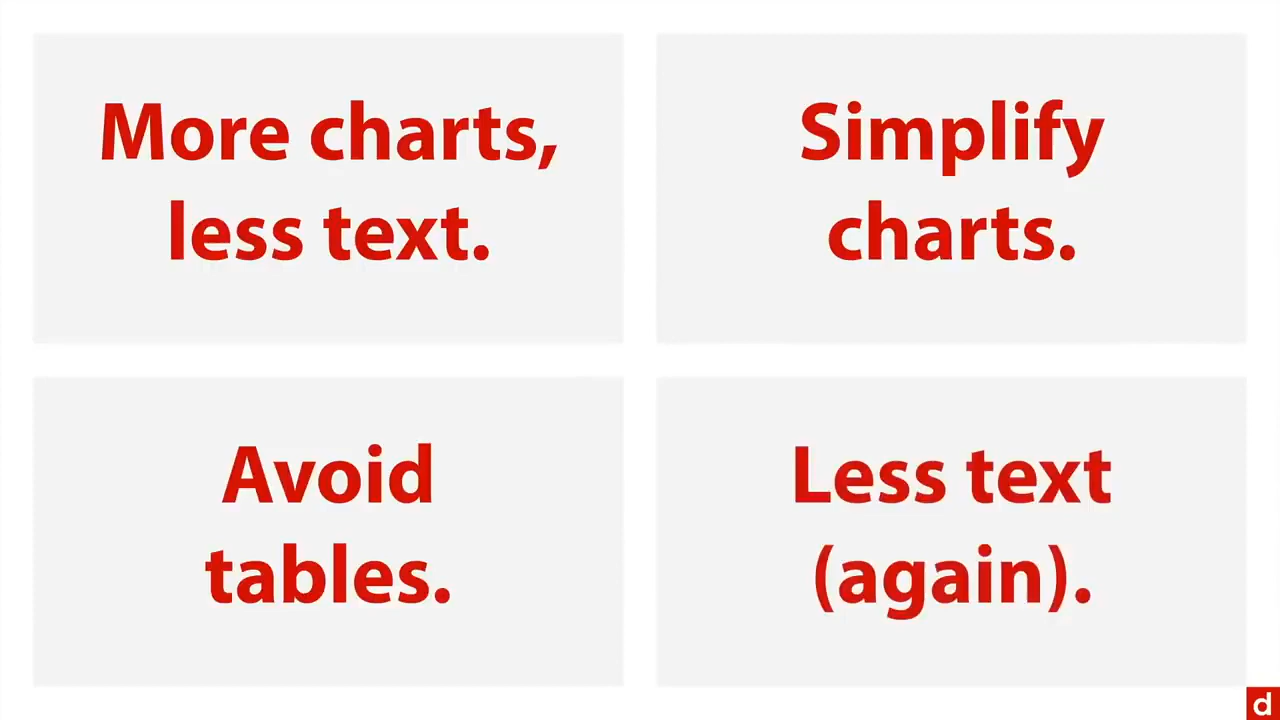 More charts,
less text.
Simplify
charts.
Avoid
tables.
Less text
(again).
d